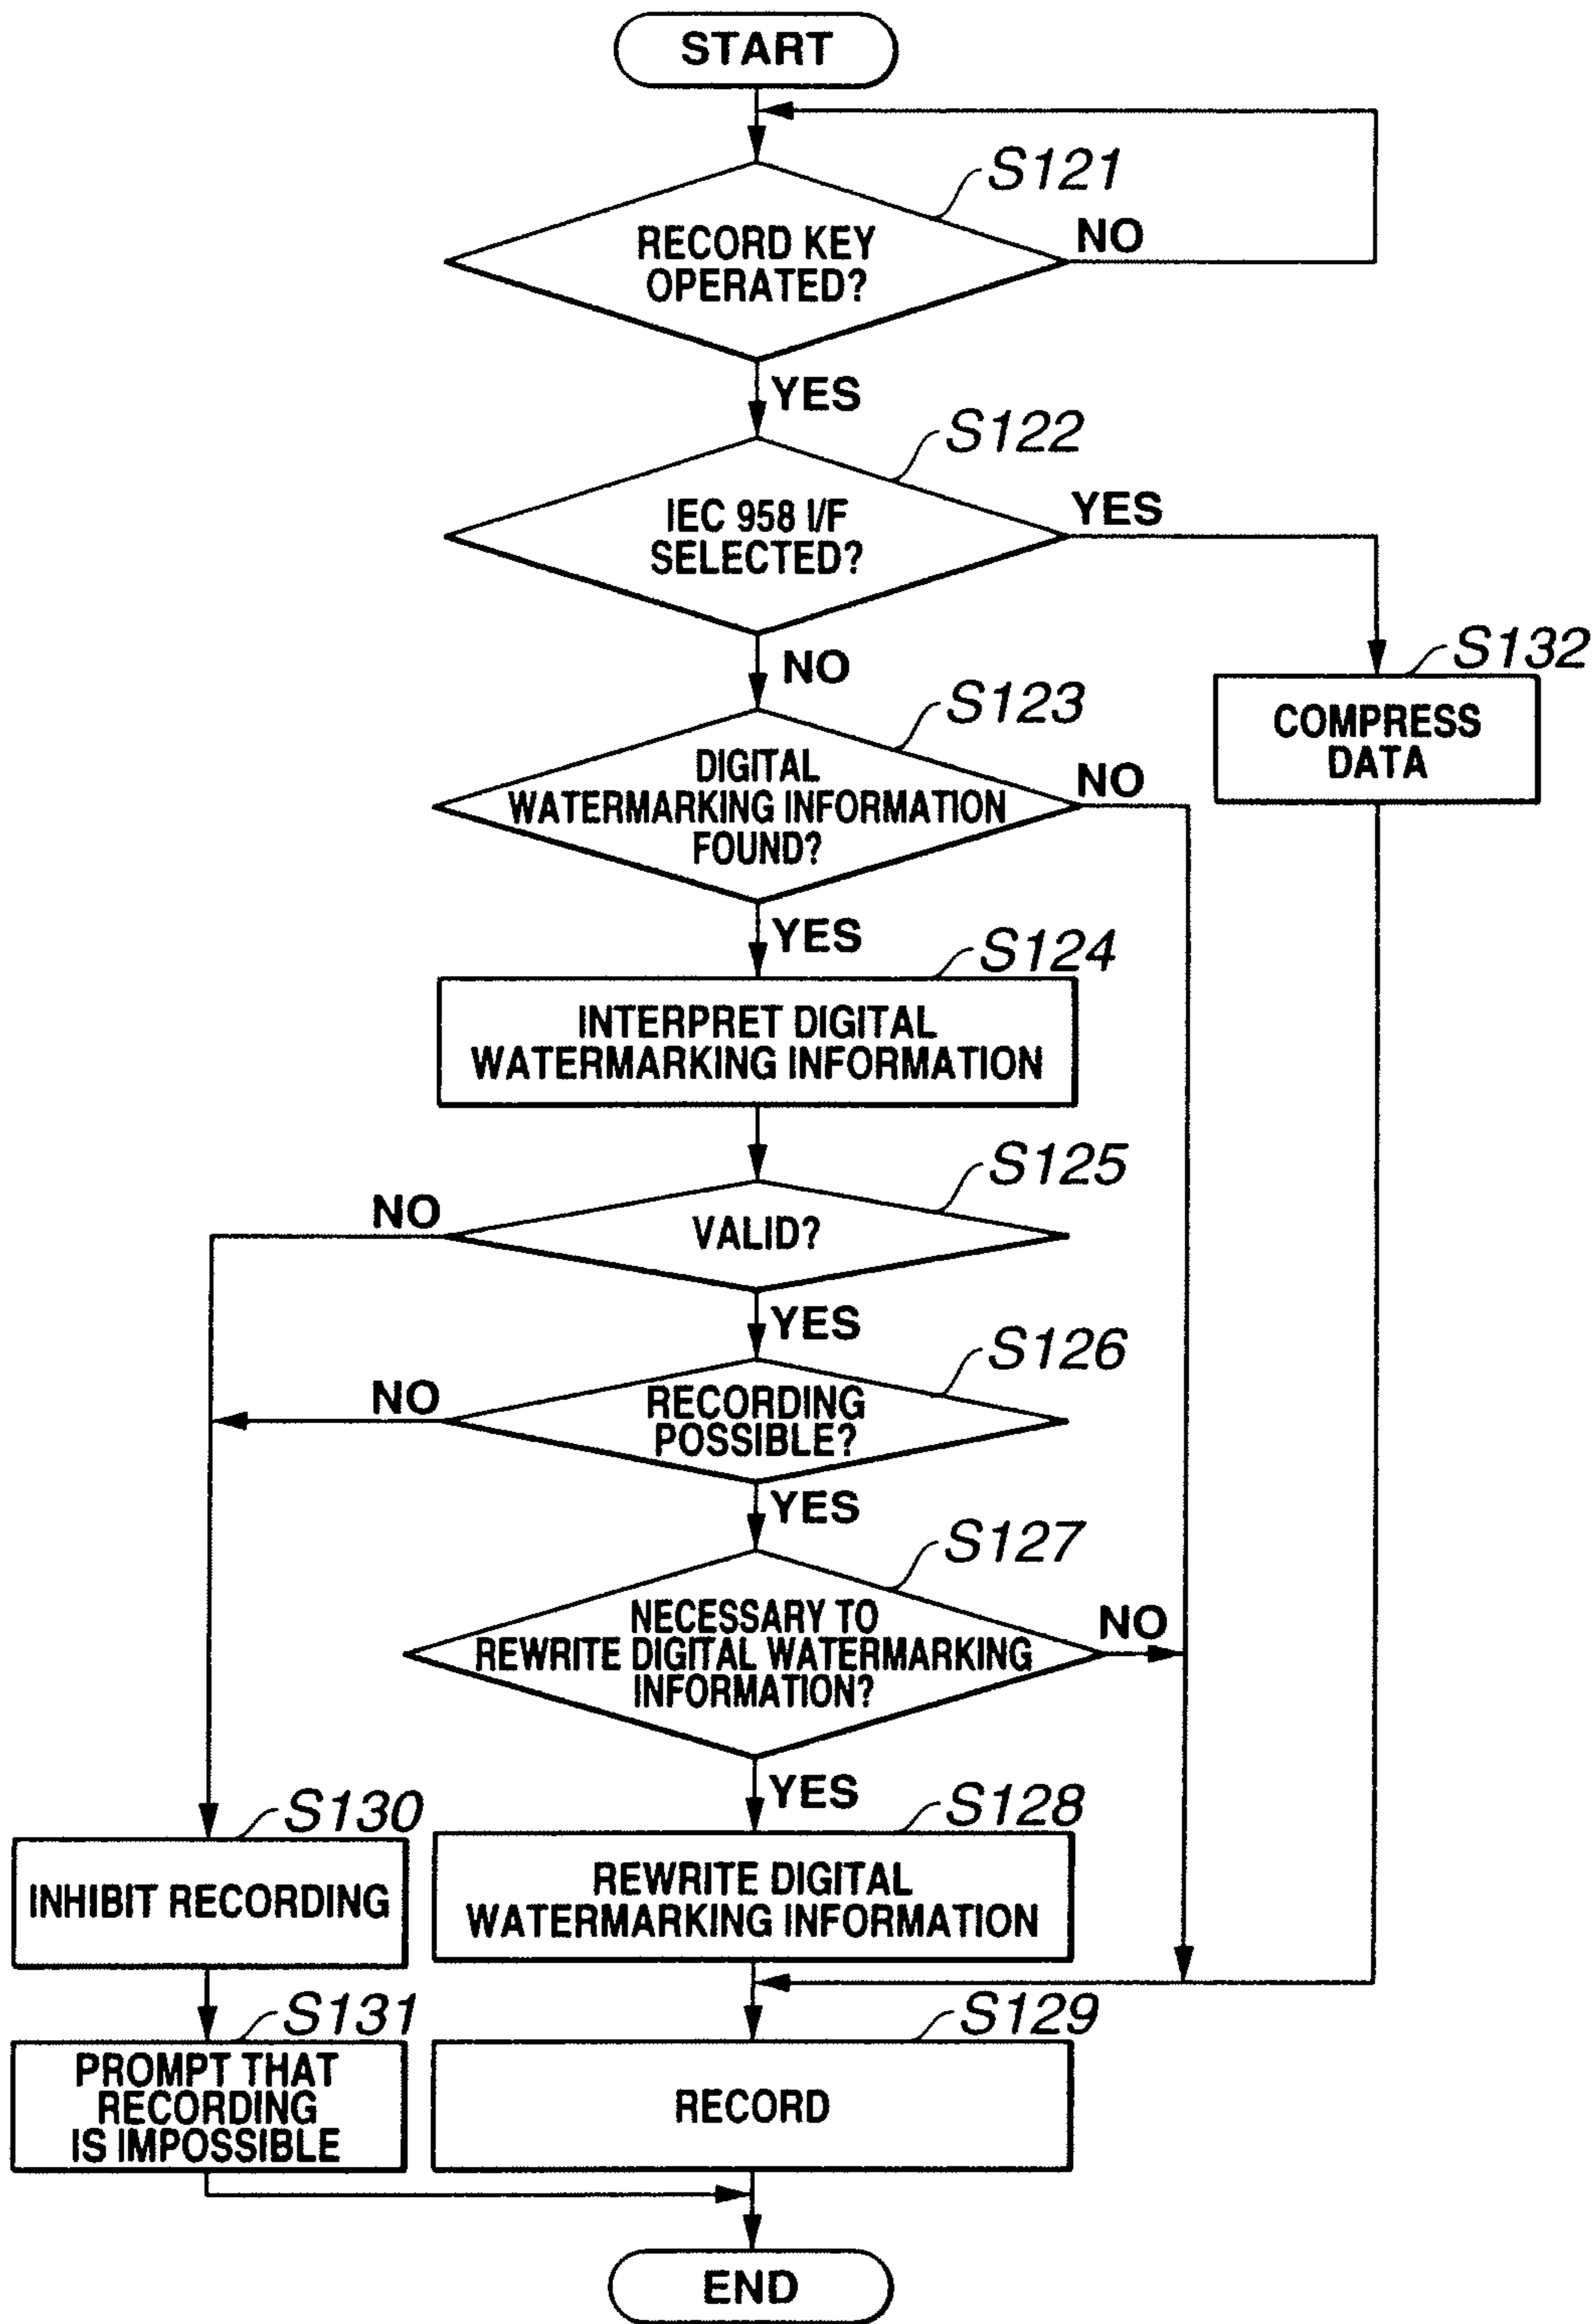 START
S121
RECORD KEY
OPERATED?
NO
YES
S122
IEC 958 I/F
SELECTED?
YES
NO
S132
COMPRESS
DATA
S123
DIGITAL
WATERMARKING INFORMATION
FOUND?
NO
YES
S124
INTERPRET DIGITAL
WATERMARKING INFORMATION
S125
NO
VALID?
YES
S126
NO
RECORDING
POSSIBLE?
YES
S127
NECESSARY TO
REWRITE DIGITAL WATERMARKING
INFORMATION?
NO
YES
S130
INHIBIT RECORDING
S128
REWRITE DIGITAL
WATERMARKING INFORMATION
S131
PROMPT THAT
RECORDING
IS IMPOSSIBLE
S129
RECORD
END